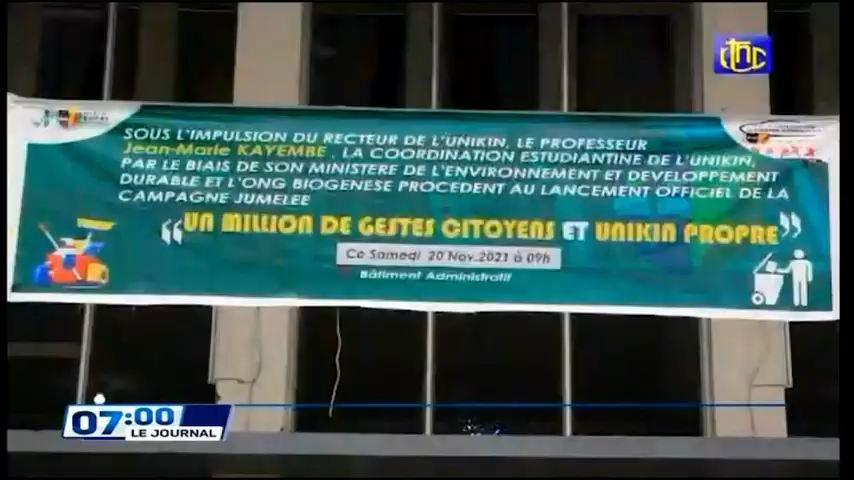 RTNC
SOUS L'IMPULSION DU RECTEUR DE L'UNIKIN, LE PROFESSEUR
Jean-Marie KAYEMBE, LA COORDINATION ESTUDIANTINE DE L'UNIKIN,
PAR LE BIAIS DE SON MINISTERE DE L'ENVIRONNEMENT ET DEVELOPPEMENT
DURABLE ET L'ONG BIOGENESE PROCEDENT AU LANCEMENT OFFICIEL DE LA
CAMPAGNE JUMELEE
“UN MILLION DE GESTES CITOYENS ET UNIKIN PROPRE”
Ce Samedi 20 Nov.2021 à 09h
Bâtiment Administratif
07:00
LE JOURNAL